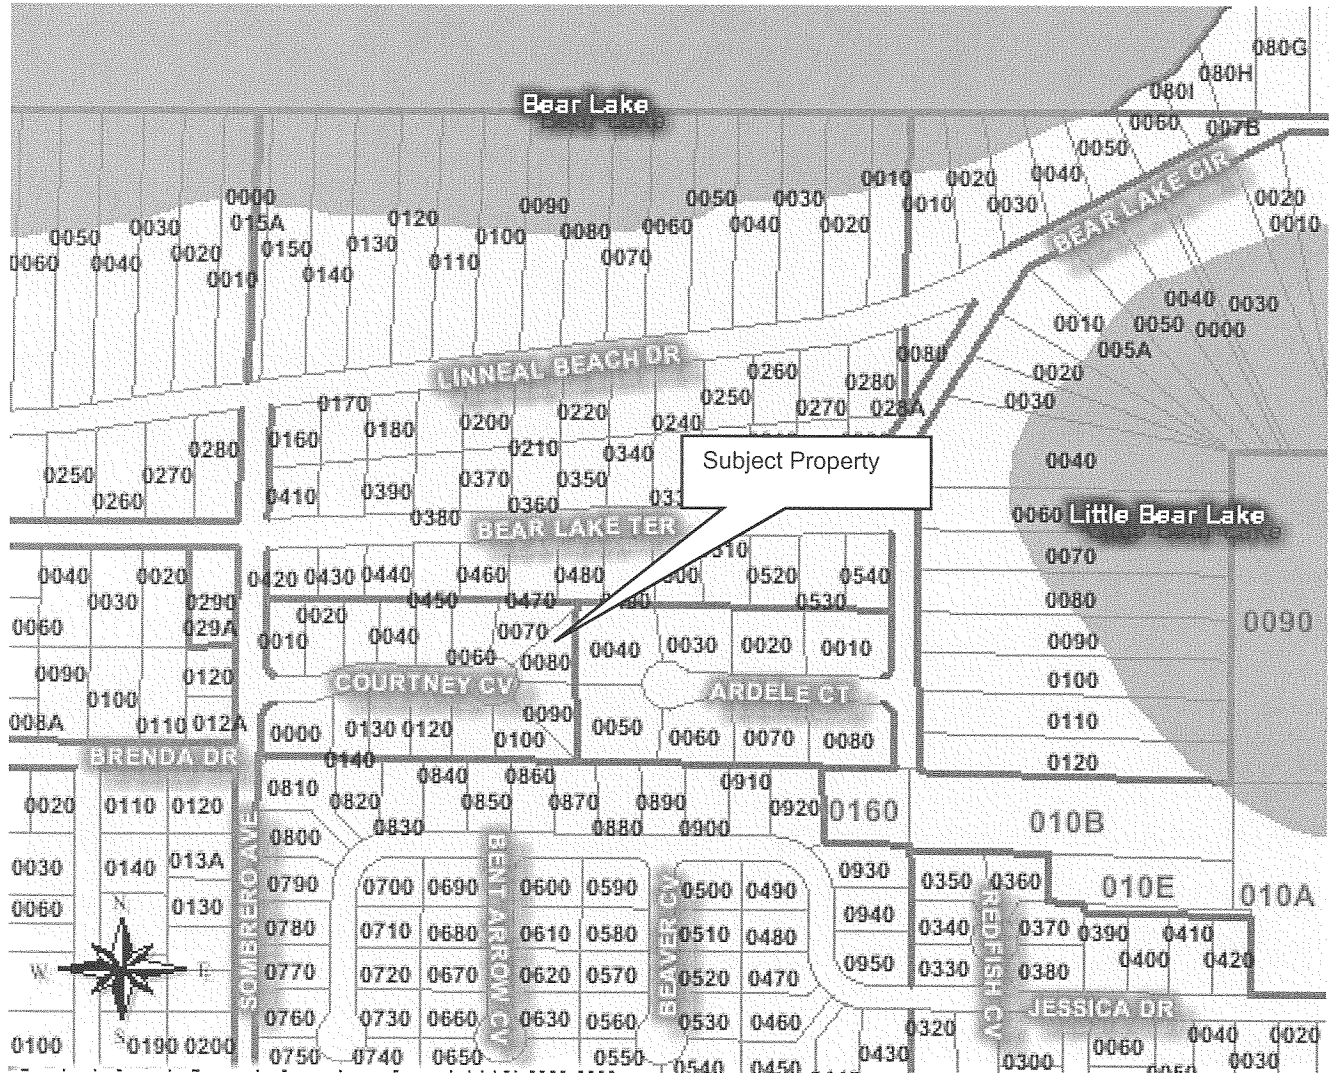 080G
080H
080I
Bear Lake
0060 007B
0050
0040
0010 0020
0010 0030
BEAR LAKE CIR
0020
0010
0000
015A
0050 0030
0060 0040 0020 0010
0150 0140 0130 0120
0110 0100 0090 0080
0070 0060 0050 0040
0030 0020
0040 0030
0010 0050 0000
005A
0020
0030
0080
LINNEAL BEACH DR
0260
0280
0250
0270 028A
0240
0170
0160 0180 0200 0220
0210
0280
0250 0270
0260
0340
Subject Property
0410 0390 0370 0350
0380 0360
BEAR LAKE TER
0040
0060 Little Bear Lake
0070
0080
0090
0100
0110
0120
0090
0040 0020
0030 0290
0060 029A
0420 0430 0440 0460 0480
0520 0540
0450 0470 0530
0020
0010 0040 0070
0060 0080
0040 0030 0020 0010
0090 0120
0100
008A 0110 012A
COURTNEY CV
ARDELE CT
0000 0130 0120 0090
0100
0140
0050 0060 0070 0080
BRENDA DR
0810 0840 0860 0910
0820 0850 0870 0890 0920
0830 0880 0900
0160
010B
010E
010A
0020 0110 0120
0800
0030 0140 013A
0060 0130
N
W E
S
0100 0190 0200
SOMBRERO AVE
0790 0700 0690 0600 0590 0500 0490
0780 0710 0680 0610 0580 0510 0480
0770 0720 0670 0620 0570 0520 0470
0760 0730 0660 0630 0560 0530 0460
0750 0740 0650 0550 0540 0450
BENT ARROW CV
BEAVER CV
0930
0940
0950
0350 0360
0340 0370
0330 0380
0390 0410
0400 0420
REDFISH CV
JESSICA DR
0320
0430
0300
0060
0050
0040 0020
0030